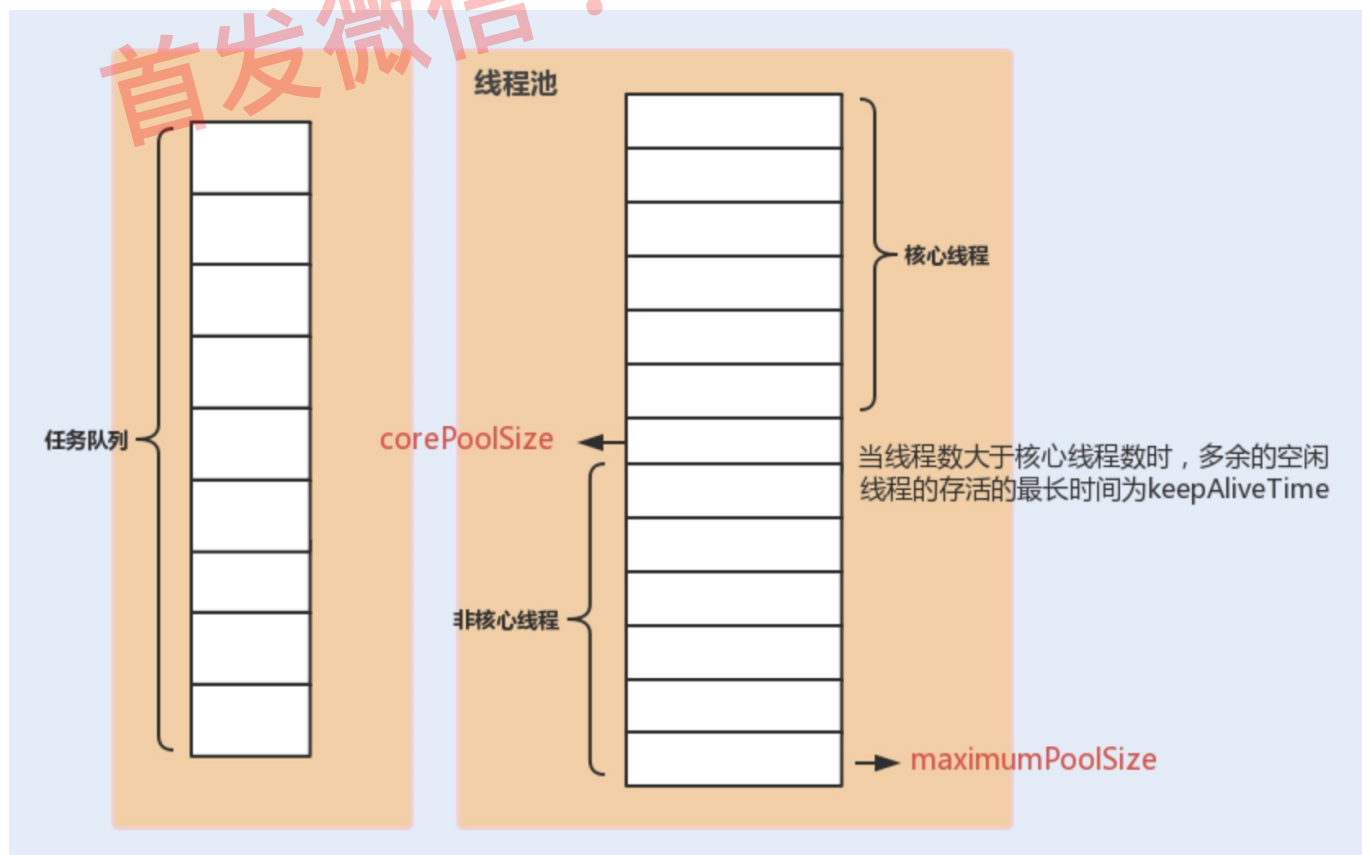 首发微信：
线程池
核心线程
任务队列
corePoolSize
当线程数大于核心线程数时，多余的空闲
线程的存活的最长时间为keepAliveTime
非核心线程
maximumPoolSize